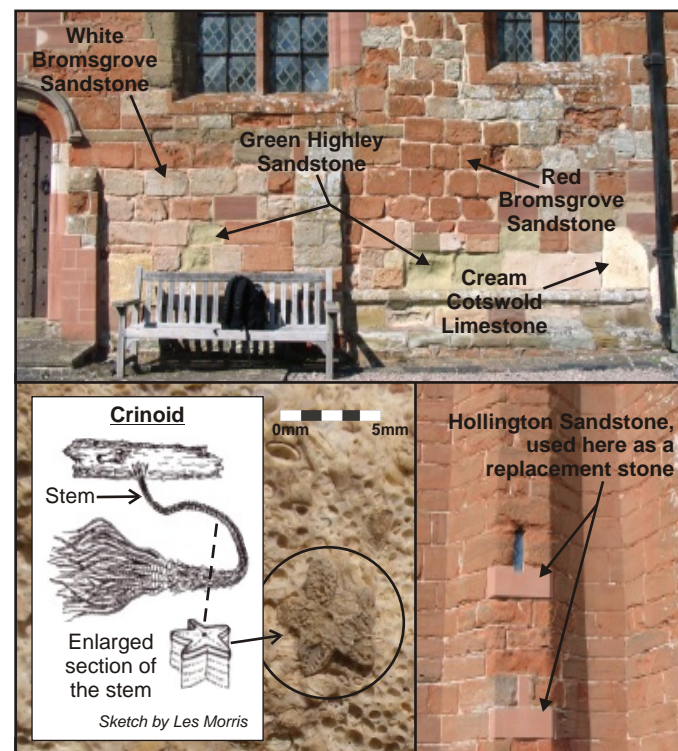 White
Bromsgrove
Sandstone
Green Highley
Sandstone
Red
Bromsgrove
Sandstone
Cream
Cotswold
Limestone
Crinoid
Stem
Enlarged
section of
the stem
Sketch by Les Morris
0mm 5mm
Hollington Sandstone,
used here as a
replacement stone